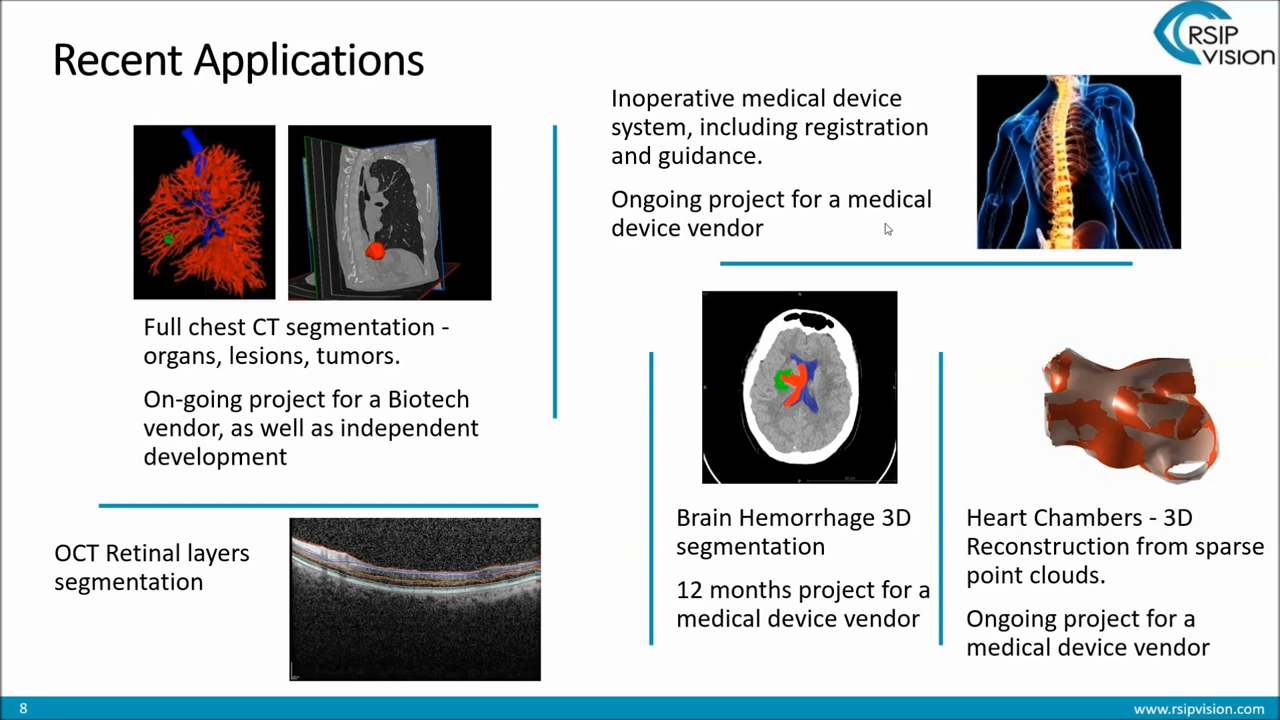 Recent Applications
RSIP
vision
Full chest CT segmentation -
organs, lesions, tumors.
On-going project for a Biotech
vendor, as well as independent
development
OCT Retinal layers
segmentation
Inoperative medical device
system, including registration
and guidance.
Ongoing project for a medical
device vendor
Brain Hemorrhage 3D
segmentation
12 months project for a
medical device vendor
Heart Chambers - 3D
Reconstruction from sparse
point clouds.
Ongoing project for a
medical device vendor
8
www.rsipvision.com